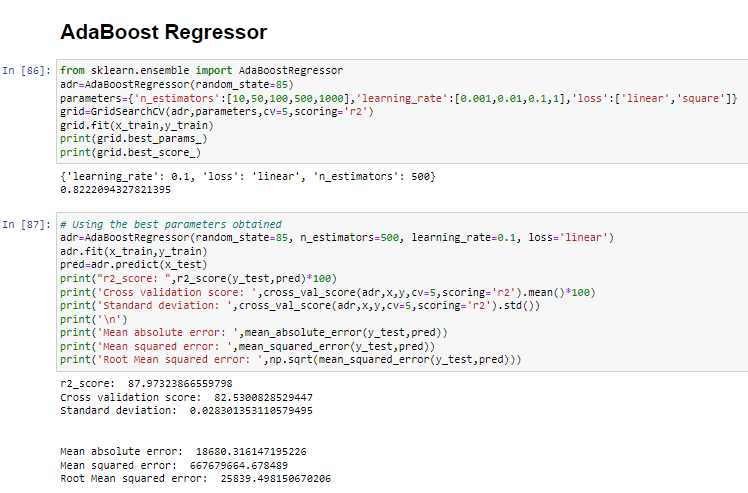 AdaBoost Regressor
In [86]: from sklearn.ensemble import AdaBoostRegressor
adr=AdaBoostRegressor(random_state=85)
parameters={'n_estimators':[10,50,100,500,1000],'learning_rate':[0.001,0.01,0.1,1],'loss':['linear','square']}
grid=GridSearchCV(adr,parameters,cv=5,scoring='r2')
grid.fit(x_train,y_train)
print(grid.best_params_)
print(grid.best_score_)
{'learning_rate': 0.1, 'loss': 'linear', 'n_estimators': 500}
0.8222094327821395
In [87]: # Using the best parameters obtained
adr=AdaBoostRegressor(random_state=85, n_estimators=500, learning_rate=0.1, loss='linear')
adr.fit(x_train,y_train)
pred=adr.predict(x_test)
print("r2_score: ",r2_score(y_test,pred)*100)
print('Cross validation score: ',cross_val_score(adr,x,y,cv=5,scoring='r2').mean()*100)
print('Standard deviation: ',cross_val_score(adr,x,y,cv=5,scoring='r2').std())
print('\n')
print('Mean absolute error: ',mean_absolute_error(y_test,pred))
print('Mean squared error: ',mean_squared_error(y_test,pred))
print('Root Mean squared error: ',np.sqrt(mean_squared_error(y_test,pred)))
r2_score:  87.97323866559798
Cross validation score:  82.5300828529447
Standard deviation:  0.028301353110579495
Mean absolute error:  18680.316147195226
Mean squared error:  667679664.678489
Root Mean squared error:  25839.498150670206